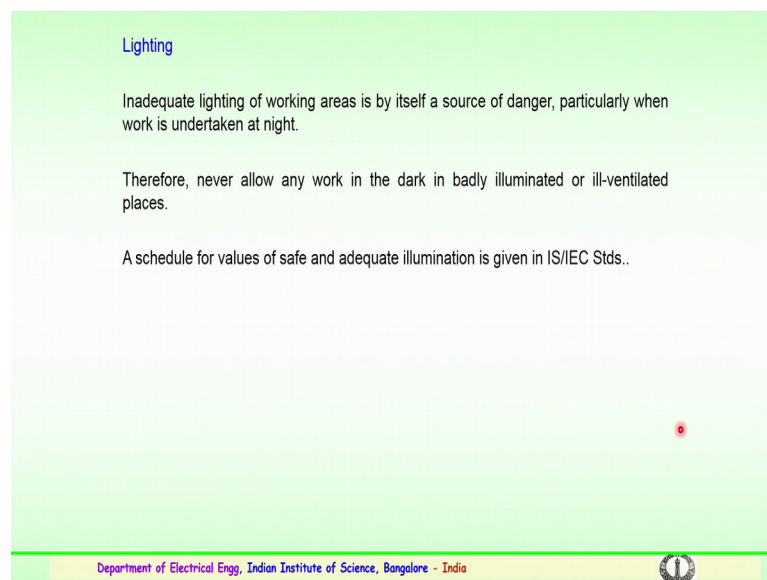 Lighting
Inadequate lighting of working areas is by itself a source of danger, particularly when
work is undertaken at night.
Therefore, never allow any work in the dark in badly illuminated or ill-ventilated
places.
A schedule for values of safe and adequate illumination is given in IS/IEC Stds..
Department of Electrical Engg, Indian Institute of Science, Bangalore - India